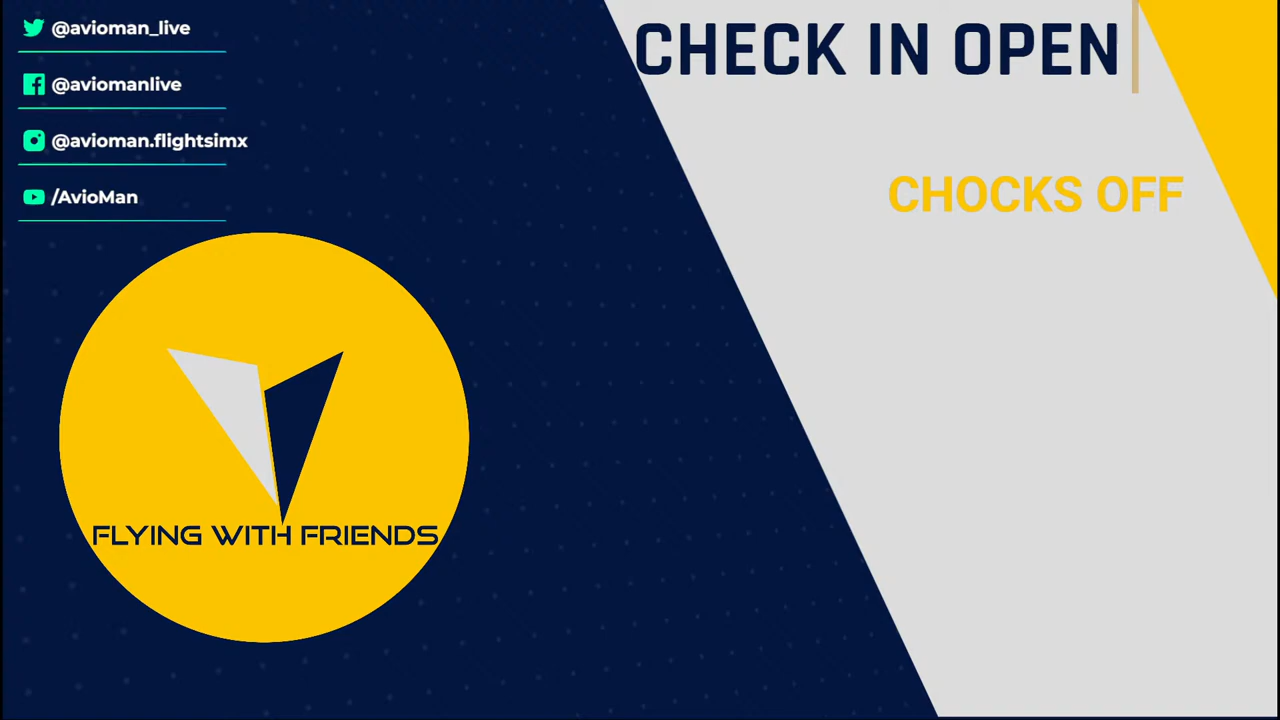 @avioman_live
@aviomanlive
@avioman.flightsimx
/AvioMan
CHECK IN OPEN
CHOCKS OFF
FLYING WITH FRIENDS